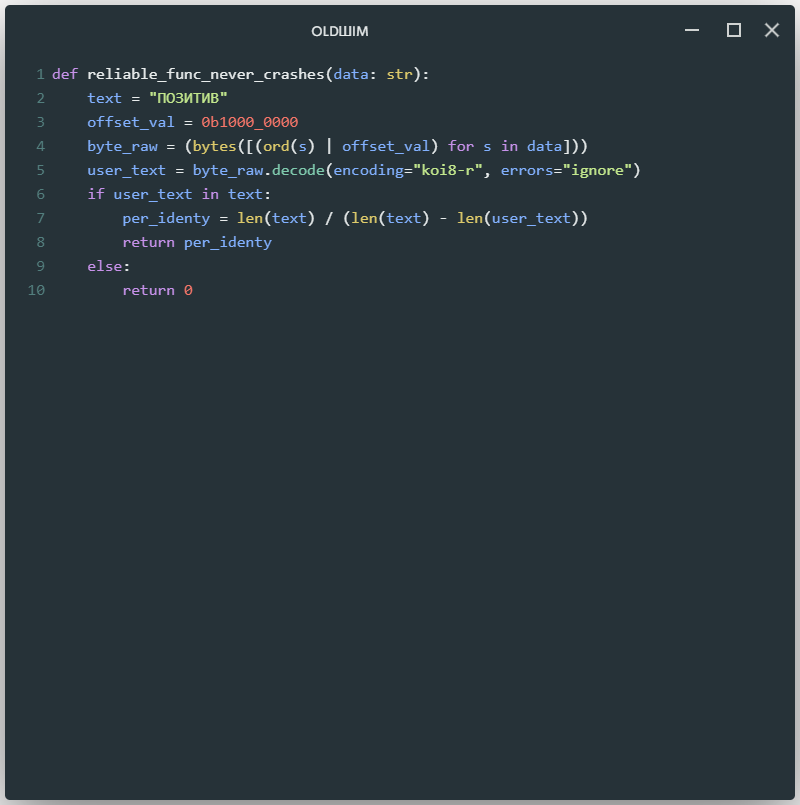 OLDШIM
1 def reliable_func_never_crashes(data: str):
2     text = "ПОЗИТИВ"
3     offset_val = 0b1000_0000
4     byte_raw = (bytes([(ord(s) | offset_val) for s in data]))
5     user_text = byte_raw.decode(encoding="koi8-r", errors="ignore")
6     if user_text in text:
7         per_identy = len(text) / (len(text) - len(user_text))
8         return per_identy
9     else:
10         return 0